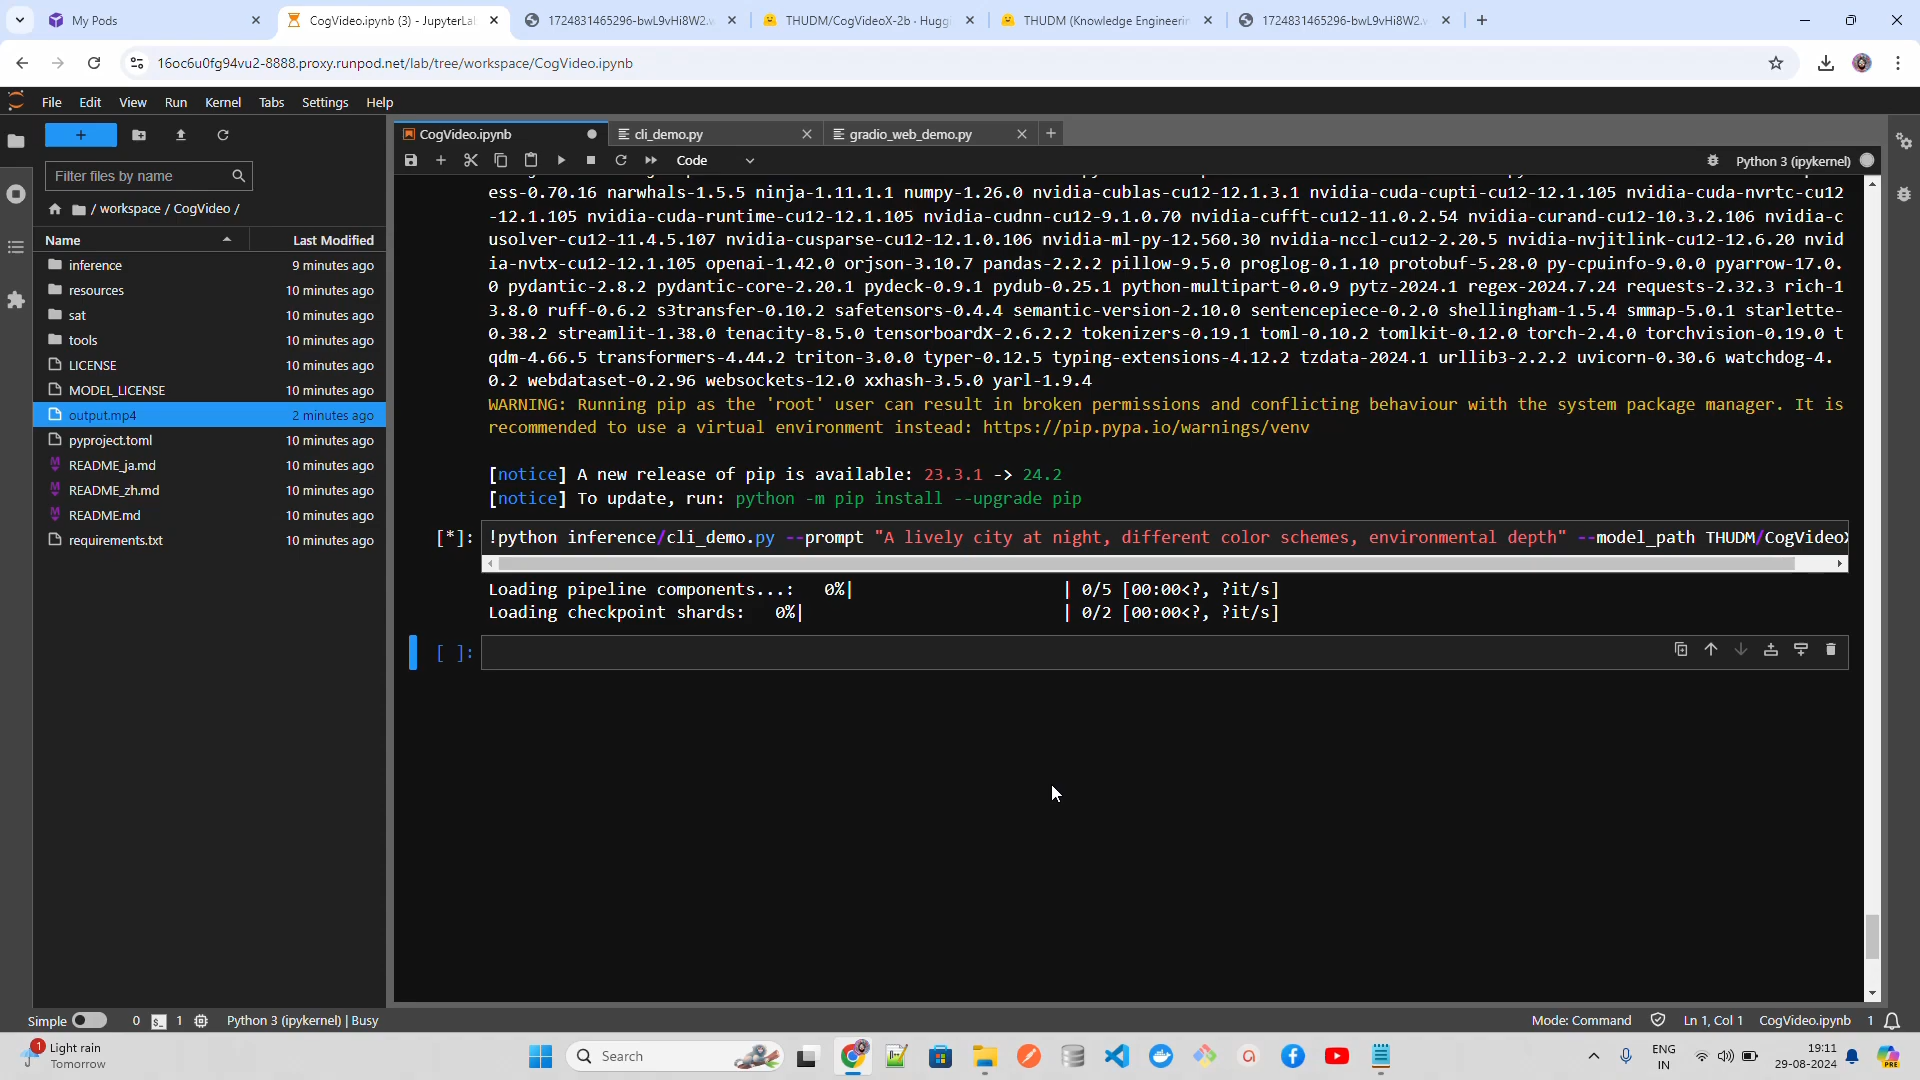 My Pods
CogVideo.ipynb (3) - JupyterLa
1724831465296-bwL9vHi8W2.
THUDM/CogVideoX-2b - Huggi
THUDM (Knowledge Engineerin
1724831465296-bwL9vHi8W2.
16oc6u0fg94vu2-8888.proxy.runpod.net/lab/tree/workspace/CogVideo.ipynb
File Edit View Run Kernel Tabs Settings Help
CogVideo.ipynb
cli_demo.py
gradio_web_demo.py
Code
Python 3 (ipykernel)
Filter files by name
/ workspace / CogVideo /
Name Last Modified
inference 9 minutes ago
resources 10 minutes ago
sat 10 minutes ago
tools 10 minutes ago
LICENSE 10 minutes ago
MODEL_LICENSE 10 minutes ago
output.mp4 2 minutes ago
pyproject.toml 10 minutes ago
README_ja.md 10 minutes ago
README_zh.md 10 minutes ago
README.md 10 minutes ago
requirements.txt 10 minutes ago
ess-0.70.16 narwhals-1.5.5 ninja-1.11.1.1 numpy-1.26.0 nvidia-cublas-cu12-12.1.3.1 nvidia-cuda-cupti-cu12-12.1.105 nvidia-cuda-nvrtc-cu12
-12.1.105 nvidia-cuda-runtime-cu12-12.1.105 nvidia-cudnn-cu12-9.1.0.70 nvidia-cufft-cu12-11.0.2.54 nvidia-curand-cu12-10.3.2.106 nvidia-c
usolver-cu12-11.4.5.107 nvidia-cusparse-cu12-12.1.0.106 nvidia-ml-py-12.560.30 nvidia-nccl-cu12-2.20.5 nvidia-nvjitlink-cu12-12.6.20 nvid
ia-nvtx-cu12-12.1.105 openai-1.42.0 orjson-3.10.7 pandas-2.2.2 pillow-9.5.0 proglog-0.1.10 protobuf-5.28.0 py-cpuinfo-9.0.0 pyarrow-17.0.
0 pydantic-2.8.2 pydantic-core-2.20.1 pydeck-0.9.1 pydub-0.25.1 python-multipart-0.0.9 pytz-2024.1 regex-2024.7.24 requests-2.32.3 rich-1
3.8.0 ruff-0.6.2 s3transfer-0.10.2 safetensors-0.4.4 semantic-version-2.10.0 sentencepiece-0.2.0 shellingham-1.5.4 smmap-5.0.1 starlette-
0.38.2 streamlit-1.38.0 tenacity-8.5.0 tensorboardX-2.6.2.2 tokenizers-0.19.1 toml-0.10.2 tomlkit-0.12.0 torch-2.4.0 torchvision-0.19.0 t
qdm-4.66.5 transformers-4.44.2 triton-3.0.0 typer-0.12.5 typing-extensions-4.12.2 tzdata-2024.1 urllib3-2.2.2 uvicorn-0.30.6 watchdog-4.
0.2 webdataset-0.2.96 websockets-12.0 xxhash-3.5.0 yarl-1.9.4
WARNING: Running pip as the 'root' user can result in broken permissions and conflicting behaviour with the system package manager. It is
recommended to use a virtual environment instead: https://pip.pypa.io/warnings/venv
[notice] A new release of pip is available: 23.3.1 -> 24.2
[notice] To update, run: python -m pip install --upgrade pip
[*]: !python inference/cli_demo.py --prompt "A lively city at night, different color schemes, environmental depth" --model_path THUDM/CogVideoX
Loading pipeline components...: 0%| | 0/5 [00:00<?, ?it/s]
Loading checkpoint shards: 0%| | 0/2 [00:00<?, ?it/s]
[ ]:
Simple 0 1 Python 3 (ipykernel) | Busy
Mode: Command Ln 1, Col 1 CogVideo.ipynb 1
1 Light rain
Tomorrow
Search
ENG
IN
19:11
29-08-2024
PRE